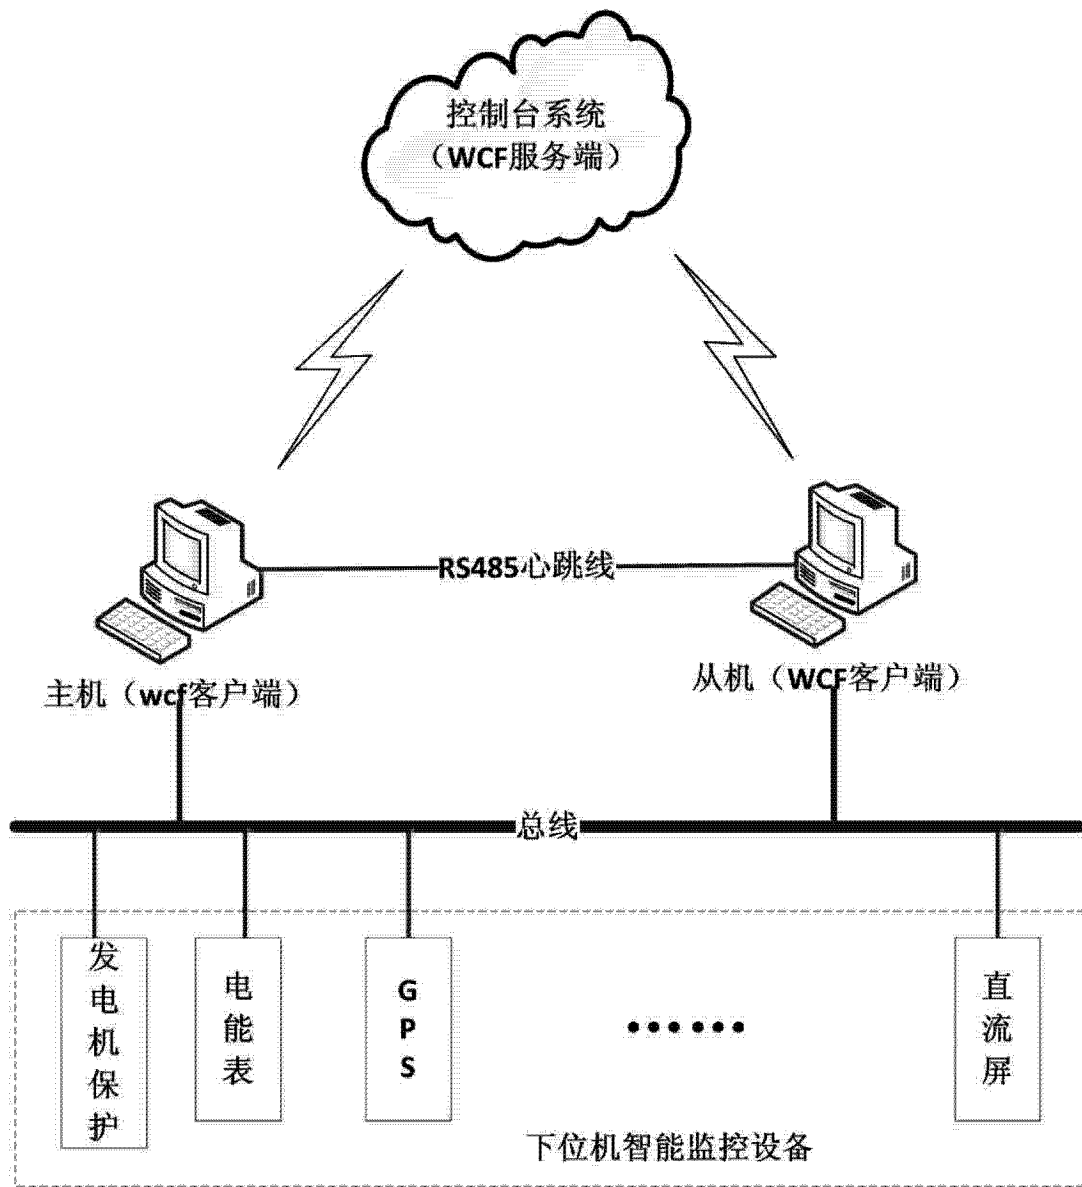 控制台系统
（WCF服务端）
RS485心跳线
主机（wcf客户端）
从机（WCF客户端）
总线
发电机保护
电能表
GPS
······
直流屏
下位机智能监控设备